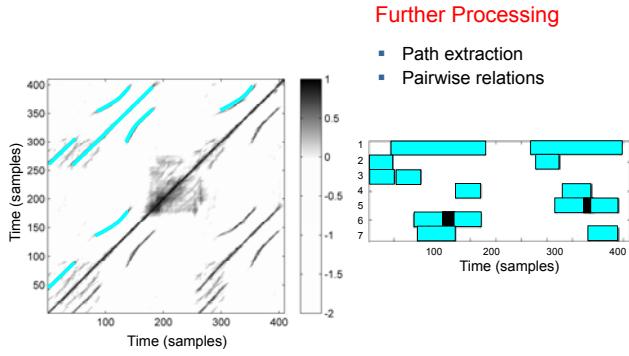 Further Processing
Path extraction
Pairwise relations
400
350
300
250
200
150
100
50
Time (samples)
100 200 300 400
Time (samples)
1
0.5
0
-0.5
-1
-1.5
-2
1
2
3
4
5
6
7
100 200 300 400
Time (samples)